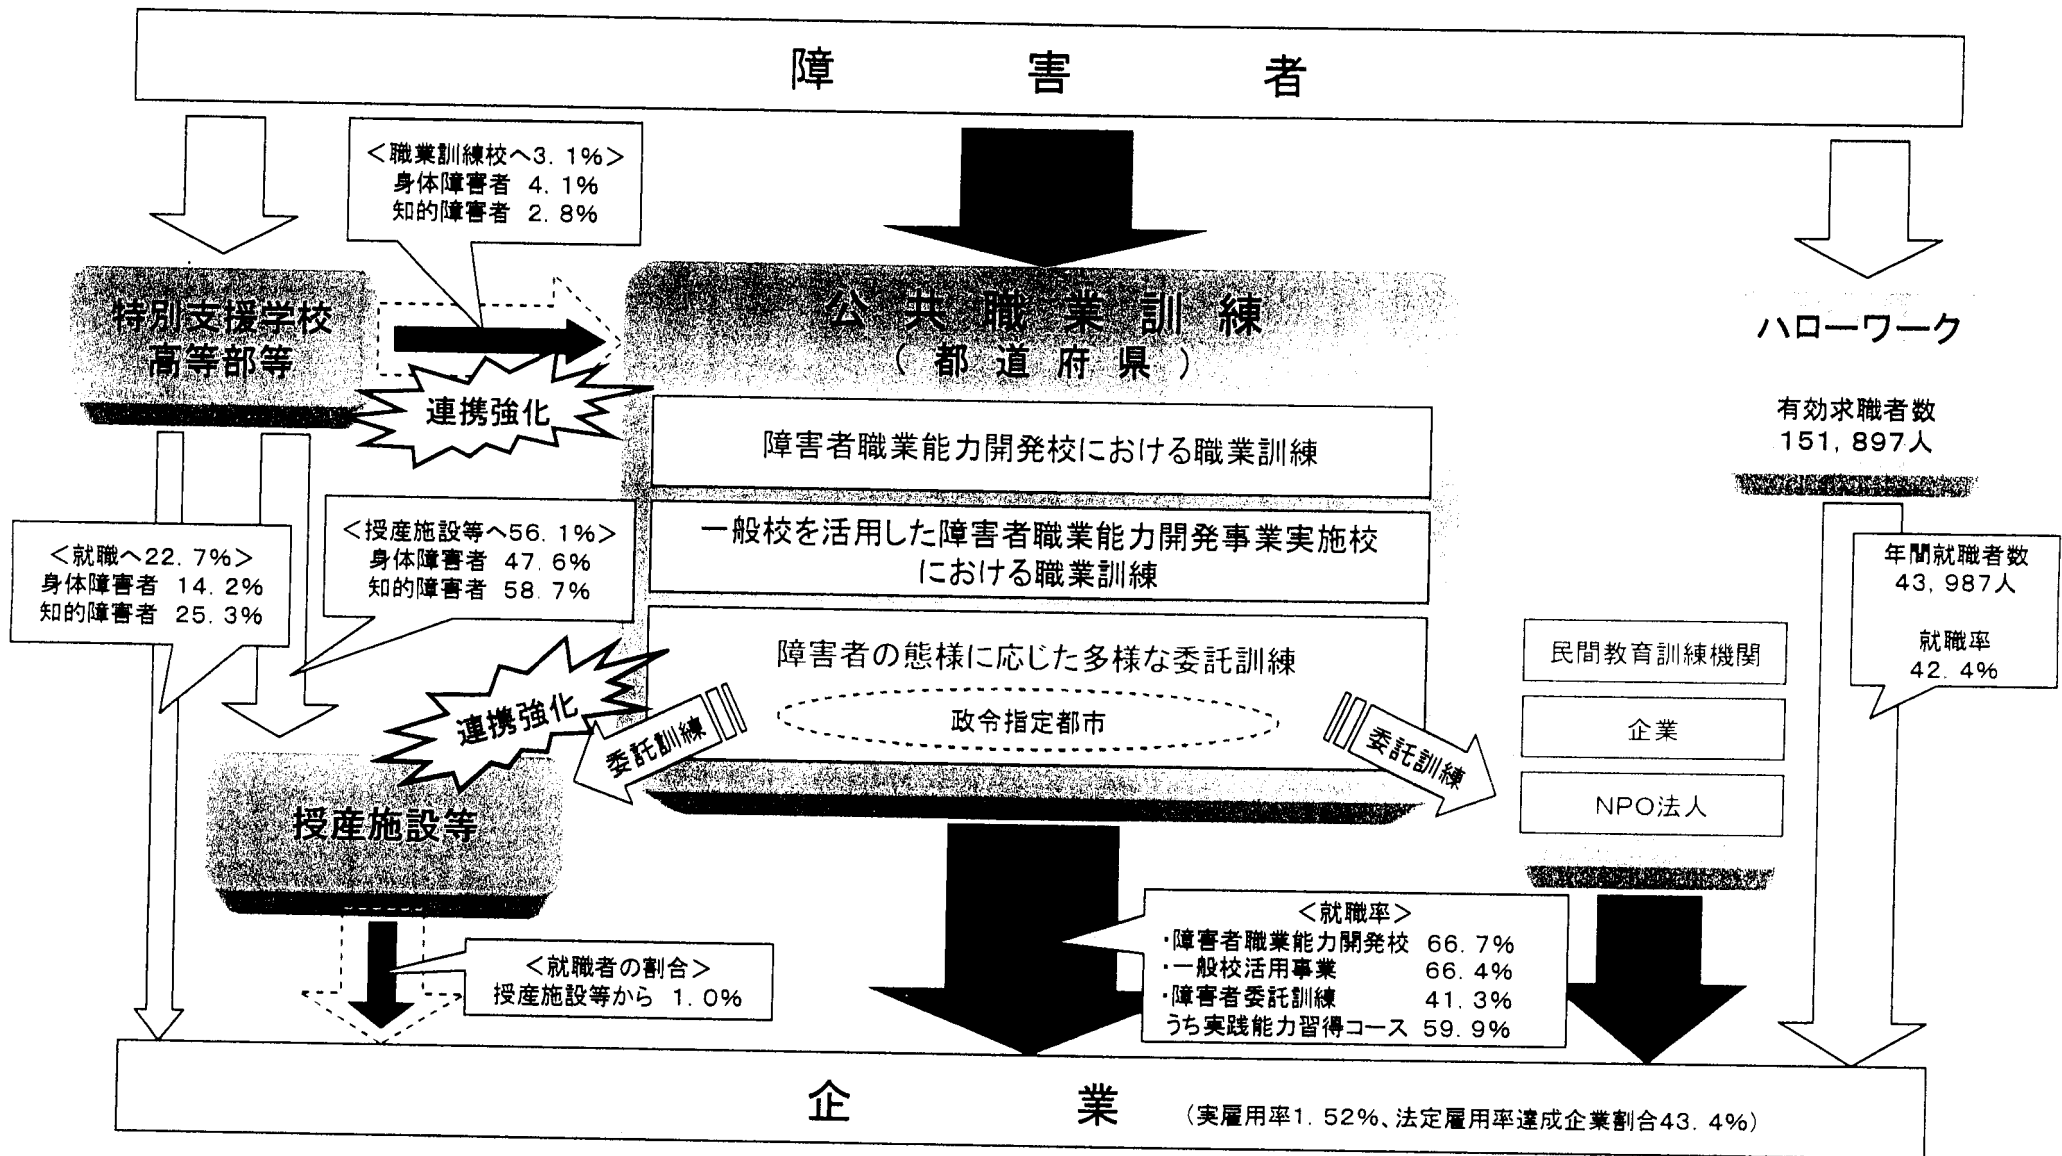 障害者
<職業訓練校へ3.1%>
身体障害者 4.1%
知的障害者 2.8%
特別支援学校
高等部等
連携強化
公共職業訓練
(都道府県)
障害者職業能力開発校における職業訓練
一般校を活用した障害者職業能力開発事業実施校
における職業訓練
障害者の態様に応じた多様な委託訓練
政令指定都市
ハローワーク
有効求職者数
151,897人
年間就職者数
43,987人
就職率
42.4%
<就職へ22.7%>
身体障害者 14.2%
知的障害者 25.3%
<授産施設等へ56.1%>
身体障害者 47.6%
知的障害者 58.7%
連携強化
委託訓練
委託訓練
民間教育訓練機関
企業
NPO法人
授産施設等
<就職者の割合>
授産施設等から 1.0%
<就職率>
・障害者職業能力開発校 66.7%
・一般校活用事業 66.4%
・障害者委託訓練 41.3%
うち実践能力習得コース 59.9%
企業 (実雇用率1.52%、法定雇用率達成企業割合43.4%)